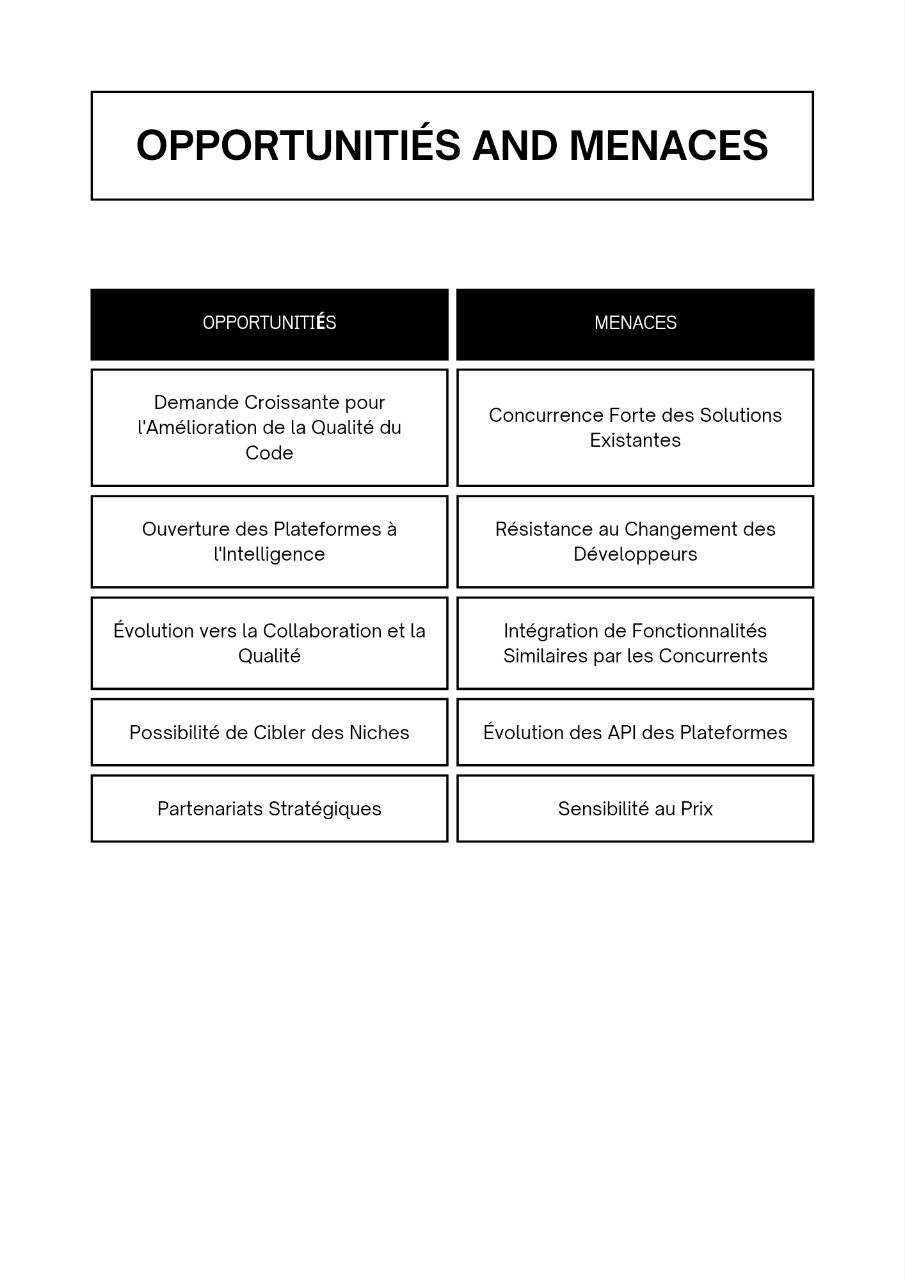 OPPORTUNITIÉS AND MENACES
OPPORTUNITIÉS
MENACES
Demande Croissante pour
l'Amélioration de la Qualité du
Code
Concurrence Forte des Solutions
Existantes
Ouverture des Plateformes à
l'Intelligence
Résistance au Changement des
Développeurs
Évolution vers la Collaboration et la
Qualité
Intégration de Fonctionnalités
Similaires par les Concurrents
Possibilité de Cibler des Niches
Évolution des API des Plateformes
Partenariats Stratégiques
Sensibilité au Prix